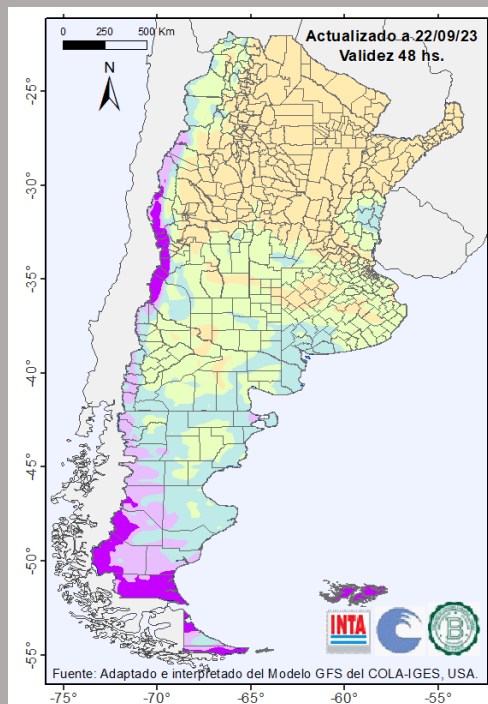 0 250 500 Km
Actualizado a 22/09/23
Validez 48 hs.
N
-25°
-30°
-35°
-40°
-45°
-50°
-55°
INTA
B
Fuente: Adaptado e interpretado del Modelo GFS del COLA-IGES, USA.
-75° -70° -65° -60° -55°